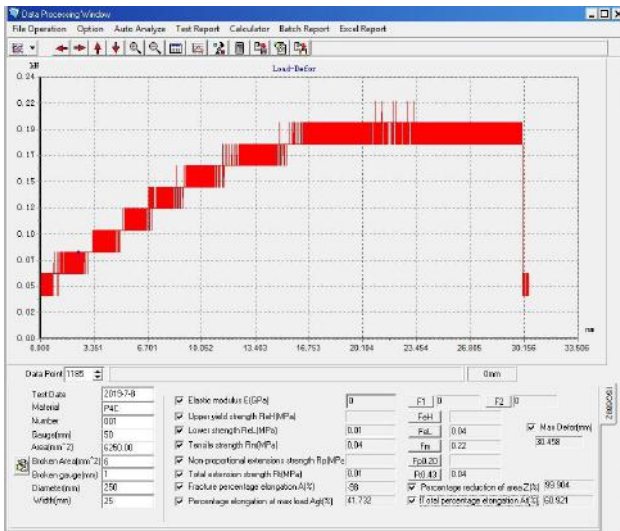 Data Processing Window
File Operation Option Auto Analyze Test Report Calculator Batch Report Excel Report
kN
Load-Defor
0.24
0.22
0.19
0.17
0.15
0.12
0.10
0.07
0.05
0.02
0.00
mm
0.000 3.351 6.701 10.052 13.402 16.753 20.104 23.454 26.805 30.156 33.506
Data Point 1185 0mm
Test Date 2019-7-8
Material P4C
Number 001
Gauge(mm) 50
Area(mm^2) 6250.00
Broken Area(mm^2) 6
Broken gauge(mm) 1
Diameter(mm) 250
Width(mm) 25
Elastic modulus E(GPa) 0
Upper yield strength ReH(MPa)
Lower strength ReL(MPa) 0.01
Tensile strength Rm(MPa) 0.04
Non-proportional extensions strength Rp(MPa
Total extension strength Rt(MPa) 0.01
Fracture percentage elongation A(%) -98
Percentage elongation at max load Agt(%) 41.732
F1 0 F2 0
FeH
FeL 0.04
Fm 0.22
Fp0.20
Ft0.43 0.04
Max Defor(mm)
30.458
Percentage reduction of area Z(%) 99.904
Total percentage elongation At(%) 60.921